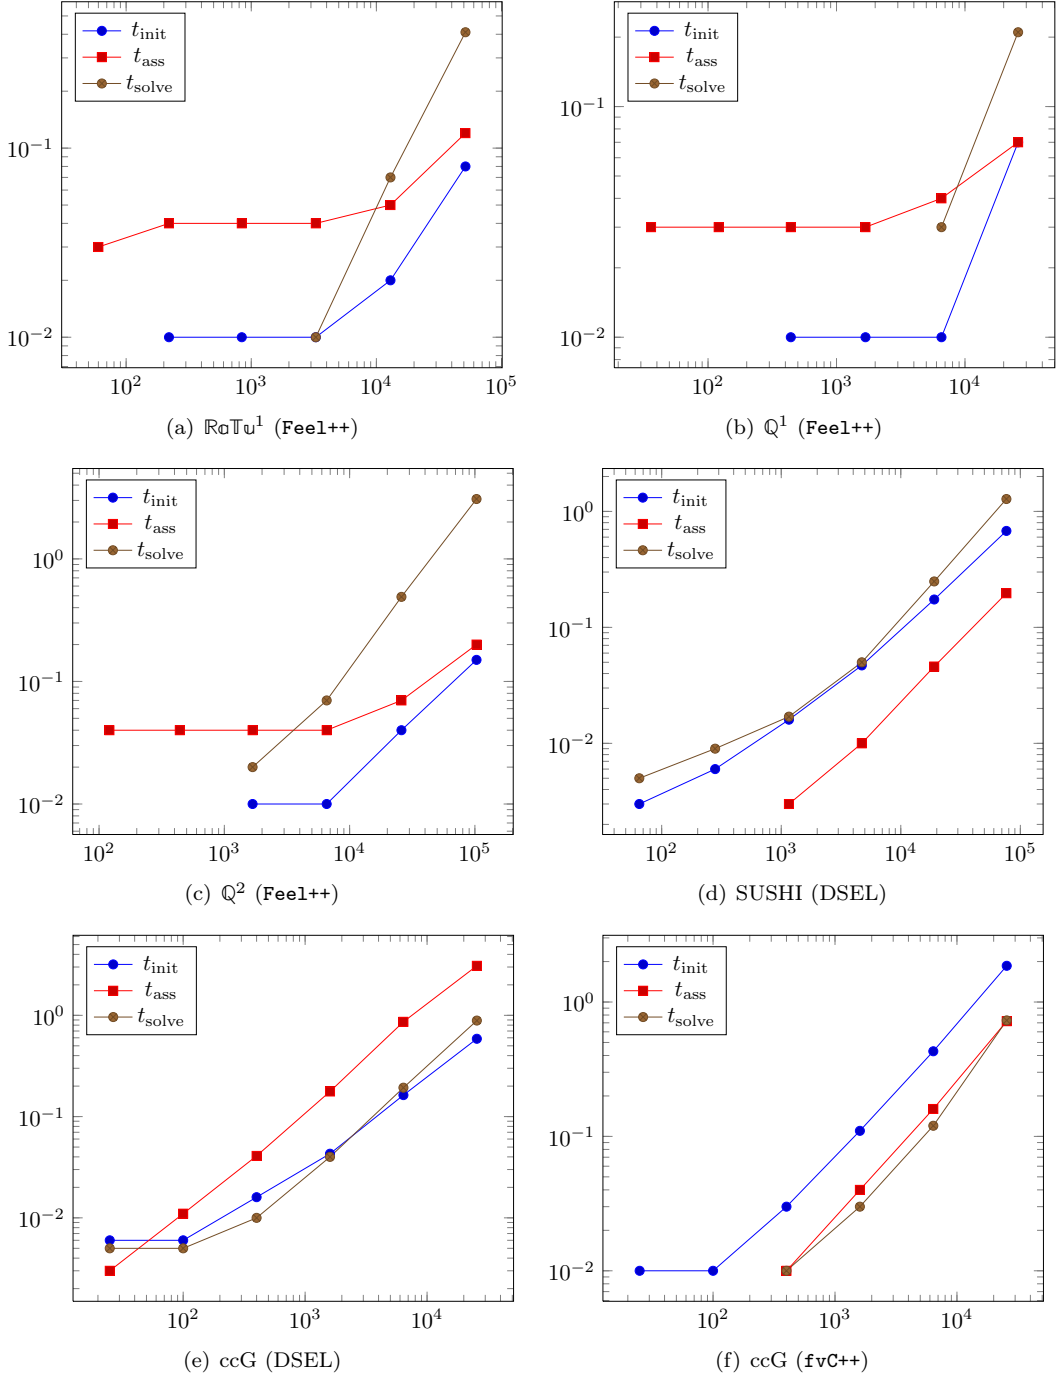 t_init
t_ass
t_solve
10^-1
10^-2
10^2 10^3 10^4 10^5
(a) ℝ𝕒𝕋𝕦^1 (Feel++)
t_init
t_ass
t_solve
10^-1
10^-2
10^2 10^3 10^4
(b) ℚ^1 (Feel++)
t_init
t_ass
t_solve
10^0
10^-1
10^-2
10^2 10^3 10^4 10^5
(c) ℚ^2 (Feel++)
t_init
t_ass
t_solve
10^0
10^-1
10^-2
10^2 10^3 10^4 10^5
(d) SUSHI (DSEL)
t_init
t_ass
t_solve
10^0
10^-1
10^-2
10^2 10^3 10^4
(e) ccG (DSEL)
t_init
t_ass
t_solve
10^0
10^-1
10^-2
10^2 10^3 10^4
(f) ccG (fvC++)